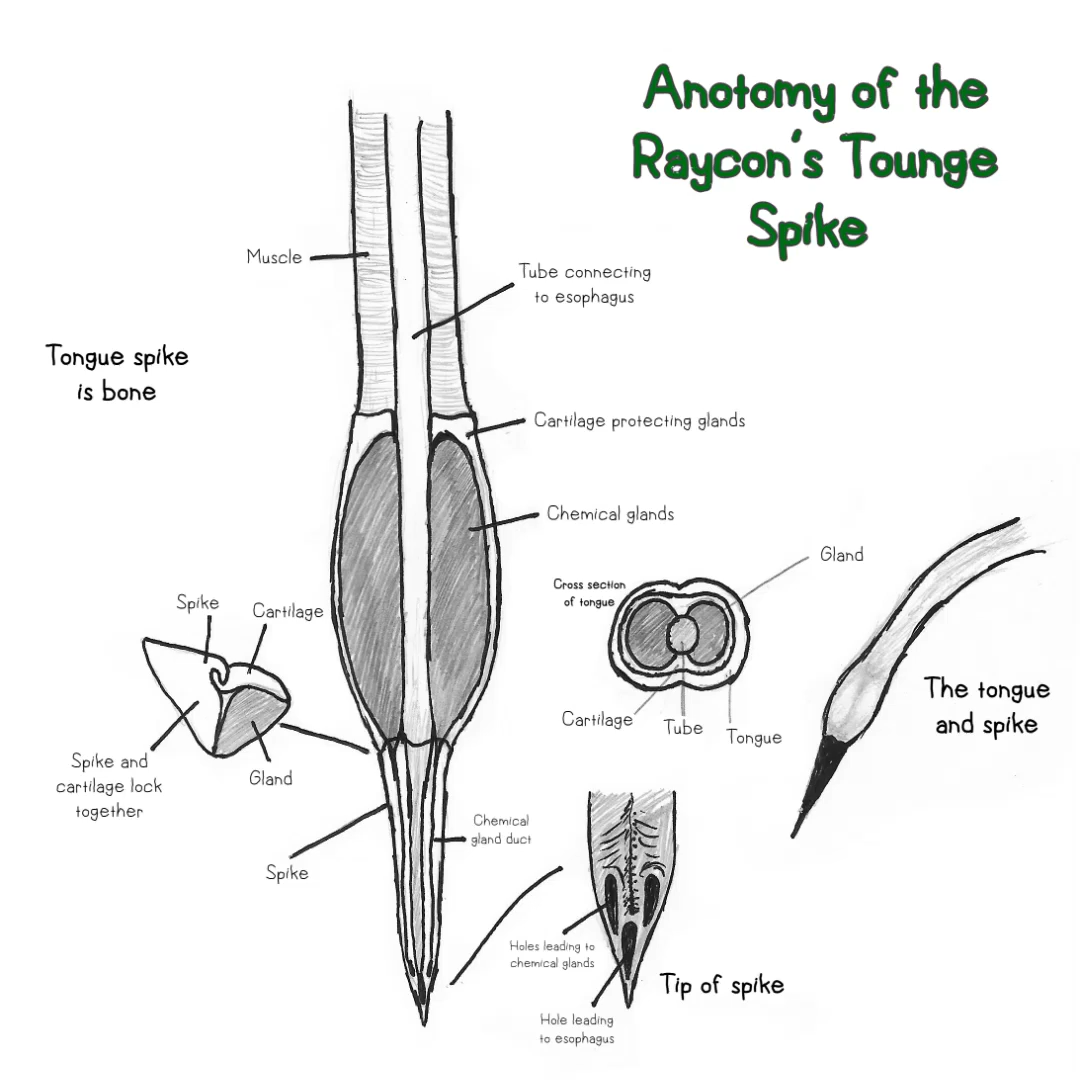 Anotomy of the
Raycon's Tounge
Spike
Muscle
Tube connecting
to esophagus
Tongue spike
is bone
Cartilage protecting glands
Chemical glands
Gland
Cross section
of tongue
Spike
Cartilage
The tongue
and spike
Cartilage
Tube
Tongue
Spike and
cartilage lock
together
Gland
Chemical
gland duct
Spike
Holes leading to
chemical glands
Tip of spike
Hole leading
to esophagus